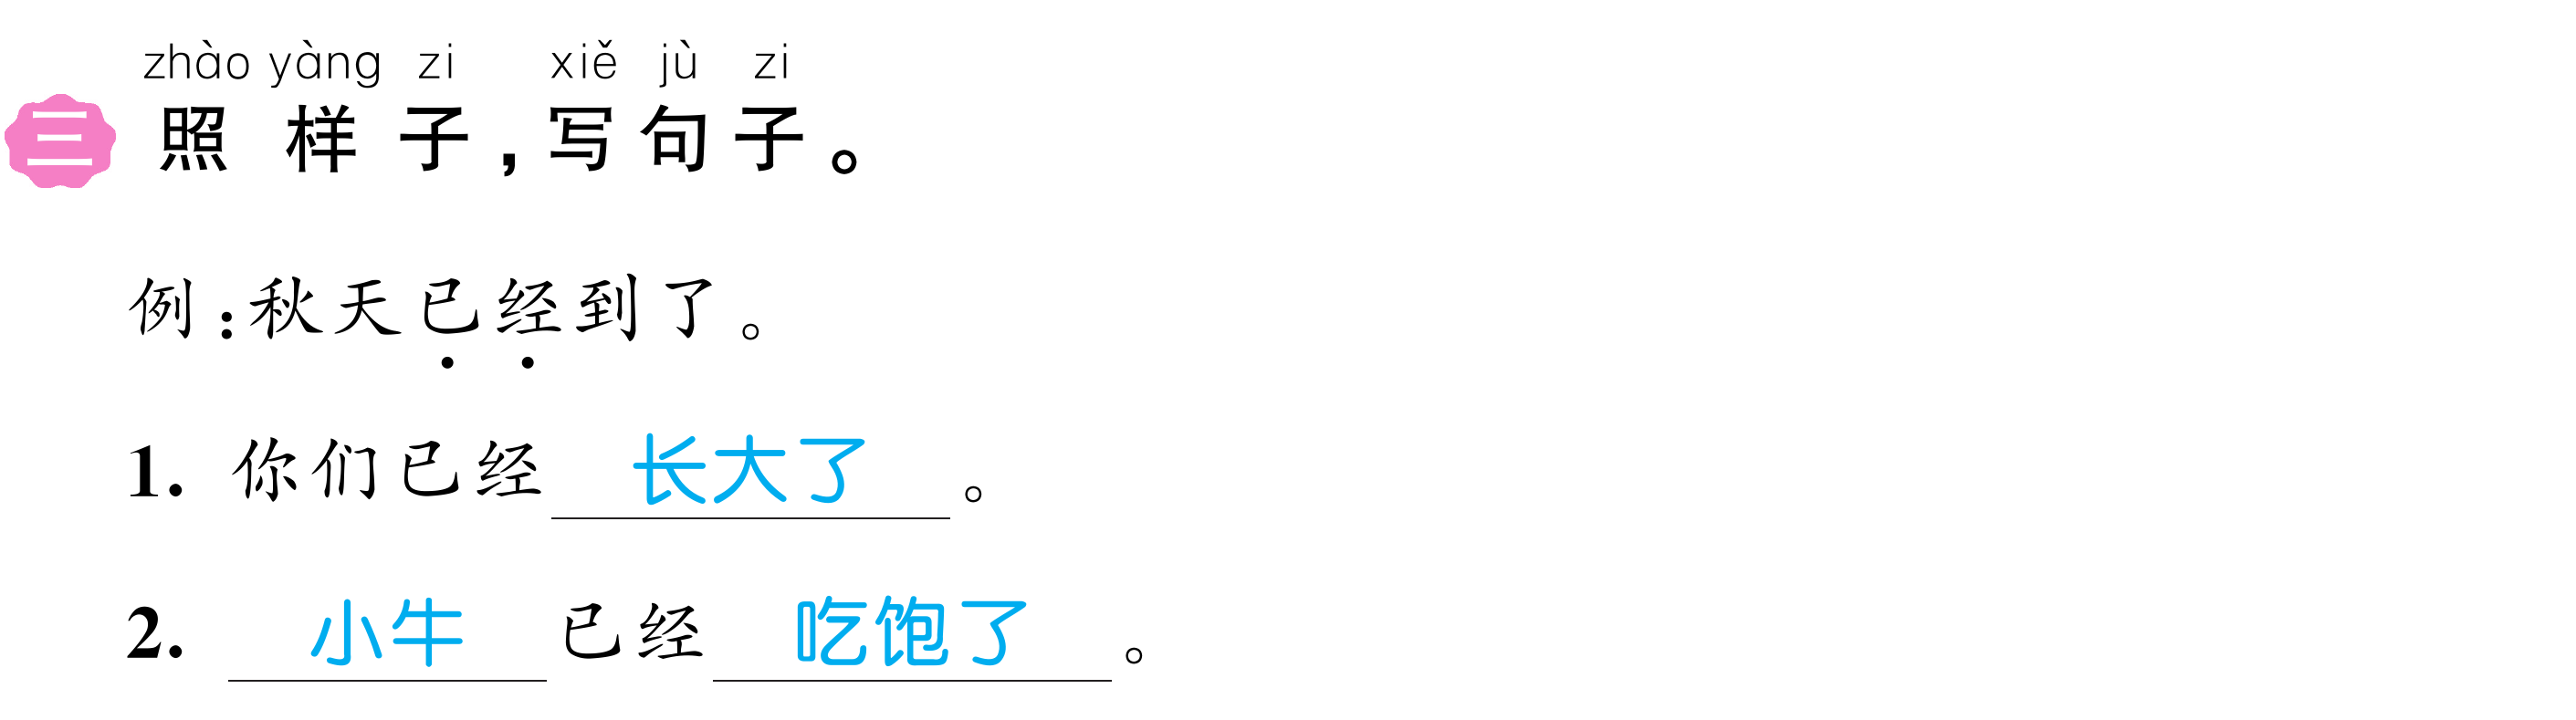 zhào yàng zi xiě jù zi
三 照样子，写句子。
例：秋天已经到了。
1. 你们已经长大了。
2. 小牛已经吃饱了。